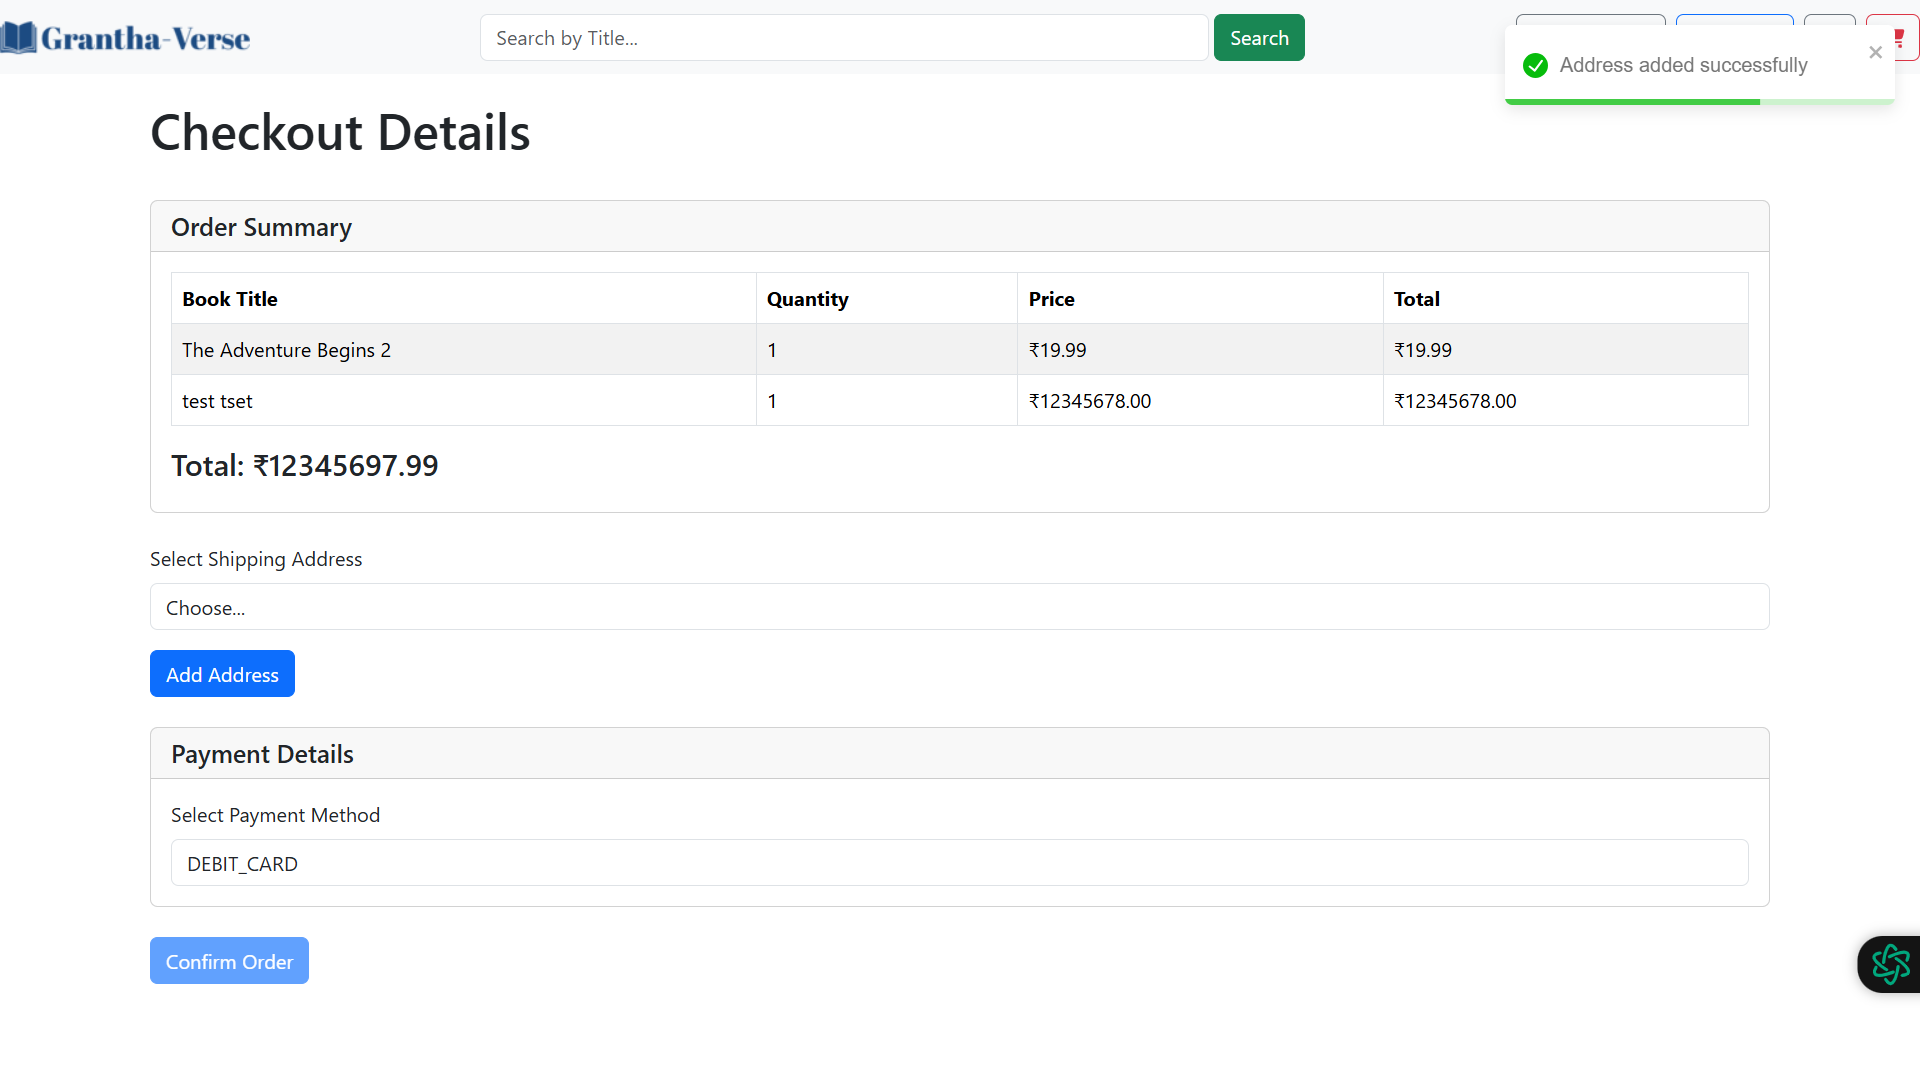 Grantha-Verse
Search by Title...
Search
Address added successfully
Checkout Details
Order Summary
Book Title Quantity Price Total
The Adventure Begins 2 1 ₹19.99 ₹19.99
test tset 1 ₹12345678.00 ₹12345678.00
Total: ₹12345697.99
Select Shipping Address
Choose...
Add Address
Payment Details
Select Payment Method
DEBIT_CARD
Confirm Order